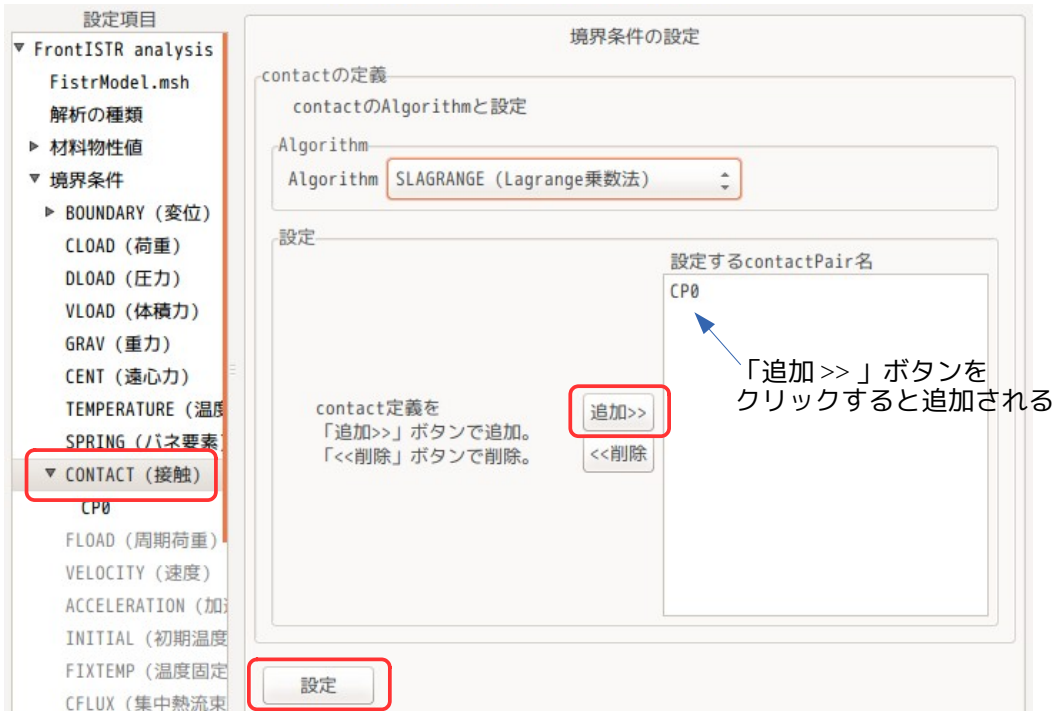 設定項目
▼ FrontISTR analysis
FistrModel.msh
解析の種類
▶ 材料物性値
▼ 境界条件
▶ BOUNDARY (変位)
CLOAD (荷重)
DLOAD (圧力)
VLOAD (体積力)
GRAV (重力)
CENT (遠心力)
TEMPERATURE (温度
SPRING (バネ要素)
▼ CONTACT (接触)
CP0
FLOAD (周期荷重)
VELOCITY (速度)
ACCELERATION (加速
INITIAL (初期温度
FIXTEMP (温度固定
CFLUX (集中熱流束
境界条件の設定
contactの定義
contactのAlgorithmと設定
Algorithm
Algorithm SLAGRANGE (Lagrange乗数法)
設定
設定するcontactPair名
CP0
「追加 >> 」ボタンを
クリックすると追加される
contact定義を
「追加>>」ボタンで追加。
「<<削除」ボタンで削除。
追加>>
<<削除
設定